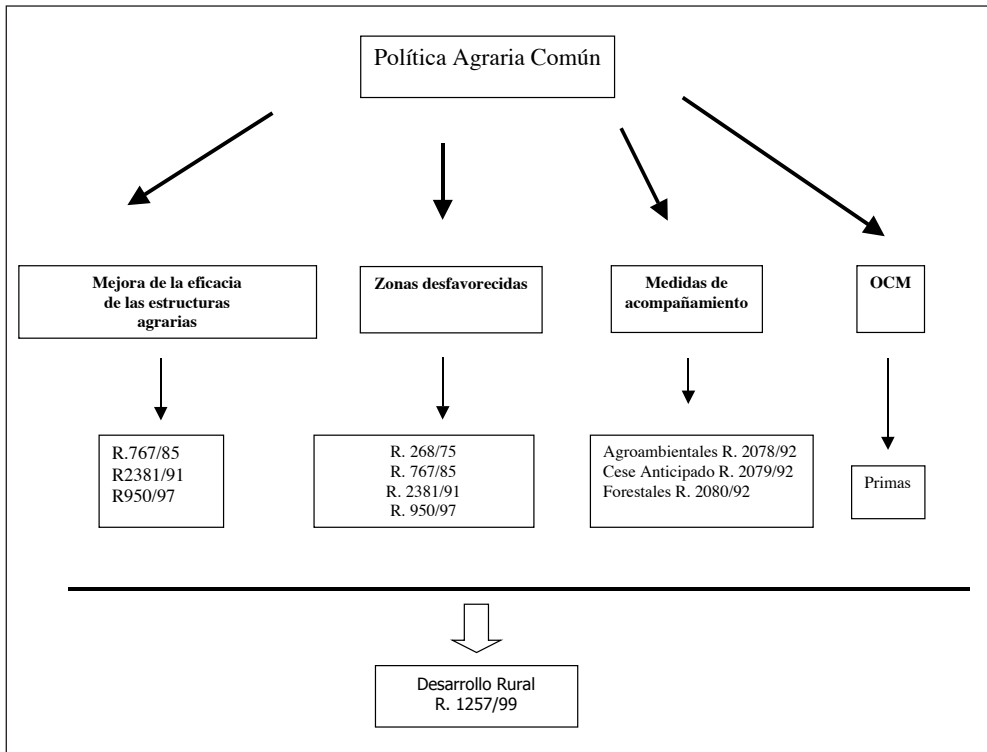 Política Agraria Común
Mejora de la eficacia
de las estructuras
agrarias
Zonas desfavorecidas
Medidas de
acompañamiento
OCM
R.767/85
R2381/91
R950/97
R. 268/75
R. 767/85
R. 2381/91
R. 950/97
Agroambientales R. 2078/92
Cese Anticipado R. 2079/92
Forestales R. 2080/92
Primas
Desarrollo Rural
R. 1257/99